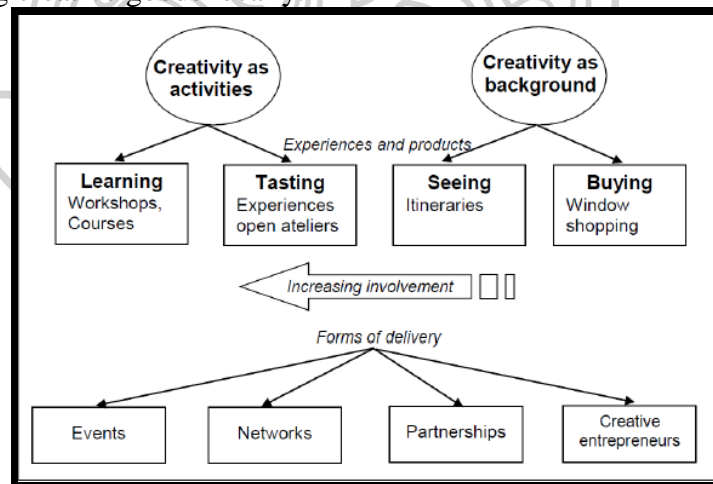 Creativity as
activities
Creativity as
background
Experiences and products
Learning
Workshops,
Courses
Tasting
Experiences
open ateliers
Seeing
Itineraries
Buying
Window
shopping
Increasing involvement
Forms of delivery
Events
Networks
Partnerships
Creative
entrepreneurs